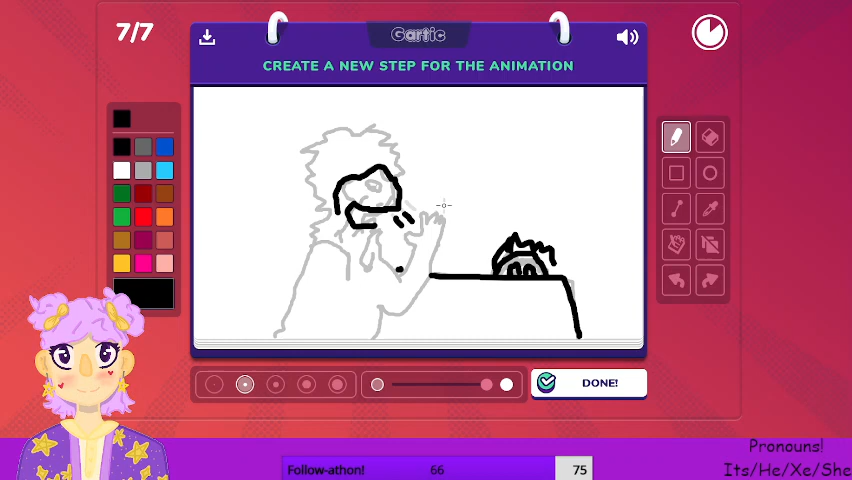 7/7
Gartic
CREATE A NEW STEP FOR THE ANIMATION
DONE!
Follow-athon! 66 75
Pronouns!
Its/He/Xe/She